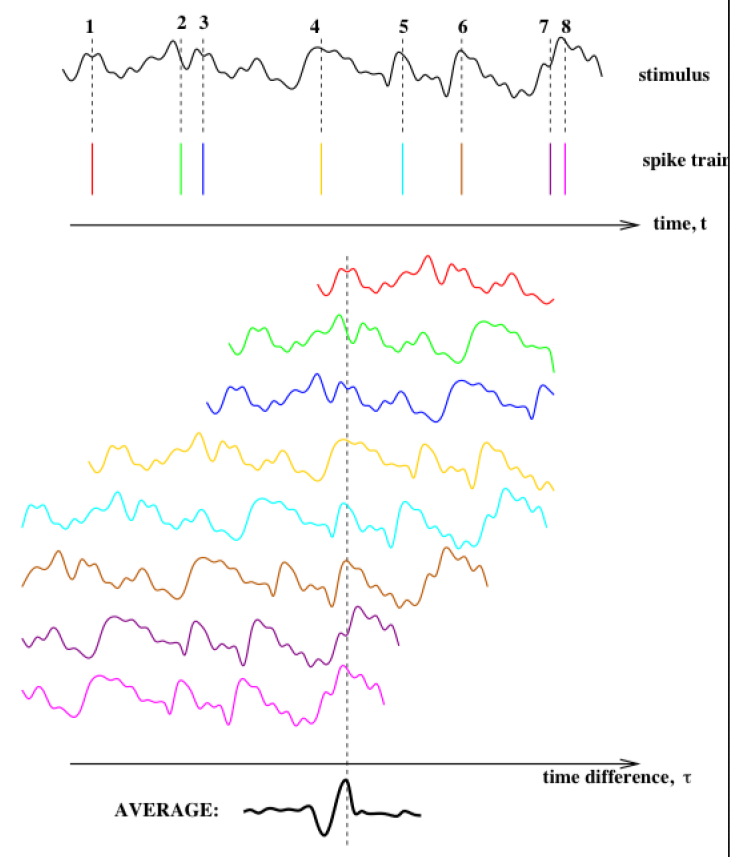 1 2 3 4 5 6 7 8
stimulus
spike train
time, t
time difference, τ
AVERAGE: